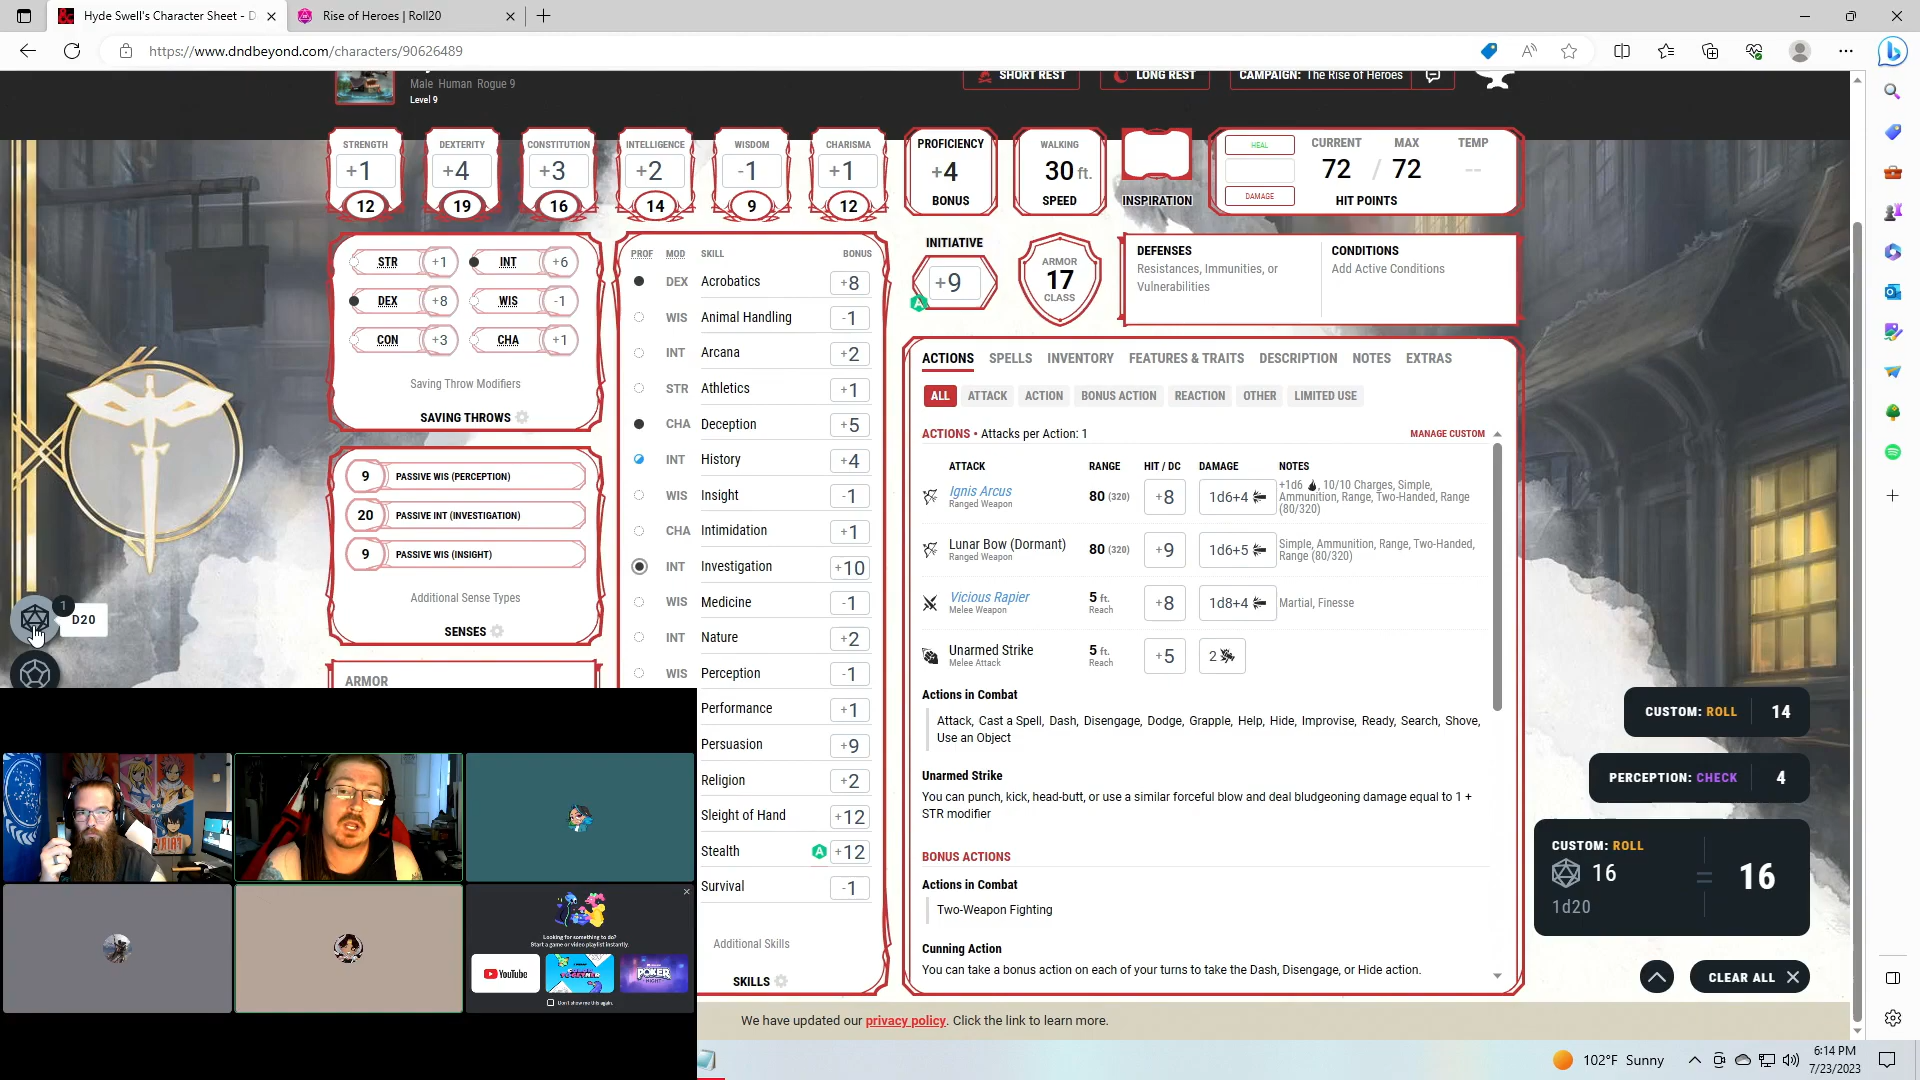 Hyde Swell's Character Sheet - D
Rise of Heroes | Roll20
https://www.dndbeyond.com/characters/90626489
Male Human Rogue 9
Level 9
SHORT REST
LONG REST
CAMPAIGN: The Rise of Heroes
STRENGTH
+1
12
DEXTERITY
+4
19
CONSTITUTION
+3
16
INTELLIGENCE
+2
14
WISDOM
-1
9
CHARISMA
+1
12
PROFICIENCY
+4
BONUS
WALKING
30 ft.
SPEED
INSPIRATION
HEAL
DAMAGE
CURRENT MAX TEMP
72 / 72 --
HIT POINTS
STR +1
INT +6
DEX +8
WIS -1
CON +3
CHA +1
Saving Throw Modifiers
SAVING THROWS
9 PASSIVE WIS (PERCEPTION)
20 PASSIVE INT (INVESTIGATION)
9 PASSIVE WIS (INSIGHT)
Additional Sense Types
SENSES
ARMOR
1
D20
PROF MOD SKILL BONUS
DEX Acrobatics +8
WIS Animal Handling -1
INT Arcana +2
STR Athletics +1
CHA Deception +5
INT History +4
WIS Insight -1
CHA Intimidation +1
INT Investigation +10
WIS Medicine -1
INT Nature +2
WIS Perception -1
Performance +1
Persuasion +9
Religion +2
Sleight of Hand +12
Stealth A +12
Survival -1
Additional Skills
SKILLS
INITIATIVE
+9
A
ARMOR
17
CLASS
DEFENSES
Resistances, Immunities, or
Vulnerabilities
CONDITIONS
Add Active Conditions
ACTIONS SPELLS INVENTORY FEATURES & TRAITS DESCRIPTION NOTES EXTRAS
ALL ATTACK ACTION BONUS ACTION REACTION OTHER LIMITED USE
ACTIONS • Attacks per Action: 1
MANAGE CUSTOM
ATTACK RANGE HIT / DC DAMAGE NOTES
Ignis Arcus
Ranged Weapon
80 (320) +8 1d6+4
+1d6 , 10/10 Charges, Simple,
Ammunition, Range, Two-Handed, Range
(80/320)
Lunar Bow (Dormant)
Ranged Weapon
80 (320) +9 1d6+5
Simple, Ammunition, Range, Two-Handed,
Range (80/320)
Vicious Rapier
Melee Weapon
5 ft.
Reach
+8 1d8+4 Martial, Finesse
Unarmed Strike
Melee Attack
5 ft.
Reach
+5 2
Actions in Combat
Attack, Cast a Spell, Dash, Disengage, Dodge, Grapple, Help, Hide, Improvise, Ready, Search, Shove,
Use an Object
Unarmed Strike
You can punch, kick, head-butt, or use a similar forceful blow and deal bludgeoning damage equal to 1 +
STR modifier
BONUS ACTIONS
Actions in Combat
Two-Weapon Fighting
Cunning Action
You can take a bonus action on each of your turns to take the Dash, Disengage, or Hide action.
CUSTOM: ROLL 14
PERCEPTION: CHECK 4
CUSTOM: ROLL
16 = 16
1d20
CLEAR ALL
Looking for something to do?
Start a game or video playlist instantly.
YouTube
POKER
NIGHT
Don't show me this again.
We have updated our privacy policy. Click the link to learn more.
102°F Sunny
6:14 PM
7/23/2023